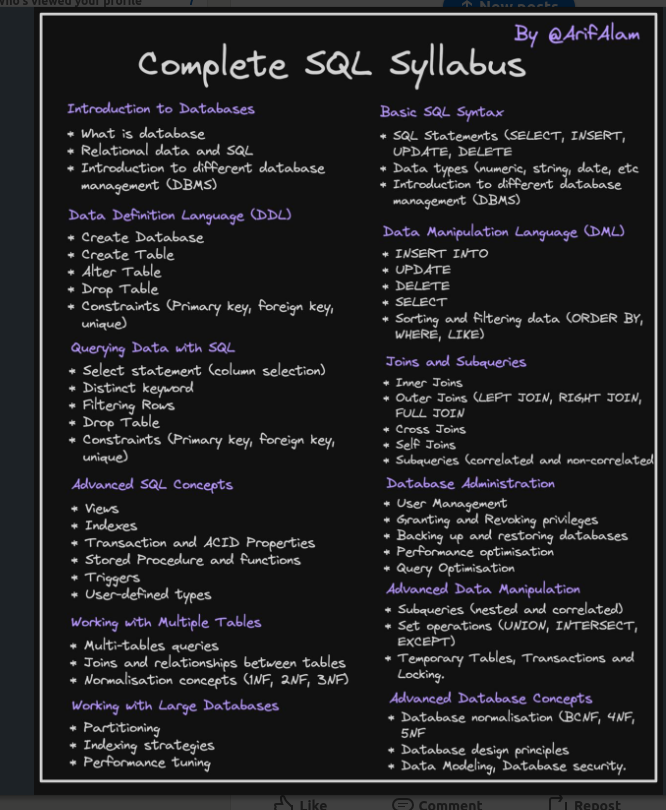 Who's viewed your profile
7
New posts
By @ArifAlam
Complete SQL Syllabus
Introduction to Databases
* What is database
* Relational data and SQL
* Introduction to different database
management (DBMS)
Data Definition Language (DDL)
* Create Database
* Create Table
* Alter Table
* Drop Table
* Constraints (Primary key, foreign key,
unique)
Querying Data with SQL
* Select statement (column selection)
* Distinct keyword
* Filtering Rows
* Drop Table
* Constraints (Primary key, foreign key,
unique)
Advanced SQL Concepts
* Views
* Indexes
* Transaction and ACID Properties
* Stored Procedure and functions
* Triggers
* User-defined types
Working with Multiple Tables
* Multi-tables queries
* Joins and relationships between tables
* Normalisation concepts (1NF, 2NF, 3NF)
Working with Large Databases
* Partitioning
* Indexing strategies
* Performance tuning
Basic SQL Syntax
* SQL Statements (SELECT, INSERT,
UPDATE, DELETE
* Data types (numeric, string, date, etc
* Introduction to different database
management (DBMS)
Data Manipulation Language (DML)
* INSERT INTO
* UPDATE
* DELETE
* SELECT
* Sorting and filtering data (ORDER BY,
WHERE, LIKE)
Joins and Subqueries
* Inner Joins
* Outer Joins (LEFT JOIN, RIGHT JOIN,
FULL JOIN
* Cross Joins
* Self Joins
* Subqueries (correlated and non-correlated
Database Administration
* User Management
* Granting and Revoking privileges
* Backing up and restoring databases
* Performance optimisation
* Query Optimisation
Advanced Data Manipulation
* Subqueries (nested and correlated)
* Set operations (UNION, INTERSECT,
EXCEPT)
* Temporary Tables, Transactions and
Locking.
Advanced Database Concepts
* Database normalisation (BCNF, 4NF,
5NF
* Database design principles
* Data Modeling, Database security.
Like
Comment
Repost